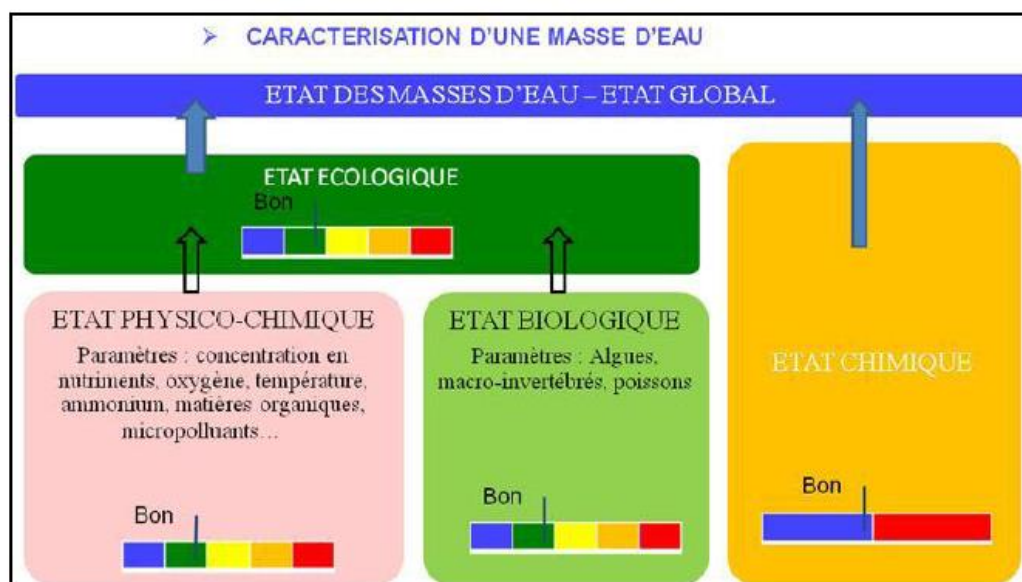 ➢ CARACTERISATION D'UNE MASSE D'EAU
ETAT DES MASSES D'EAU – ETAT GLOBAL
ETAT ECOLOGIQUE
Bon
ETAT PHYSICO-CHIMIQUE
Paramètres : concentration en
nutriments, oxygène, température,
ammonium, matières organiques,
micropolluants…
Bon
ETAT BIOLOGIQUE
Paramètres : Algues,
macro-invertébrés, poissons
Bon
ETAT CHIMIQUE
Bon